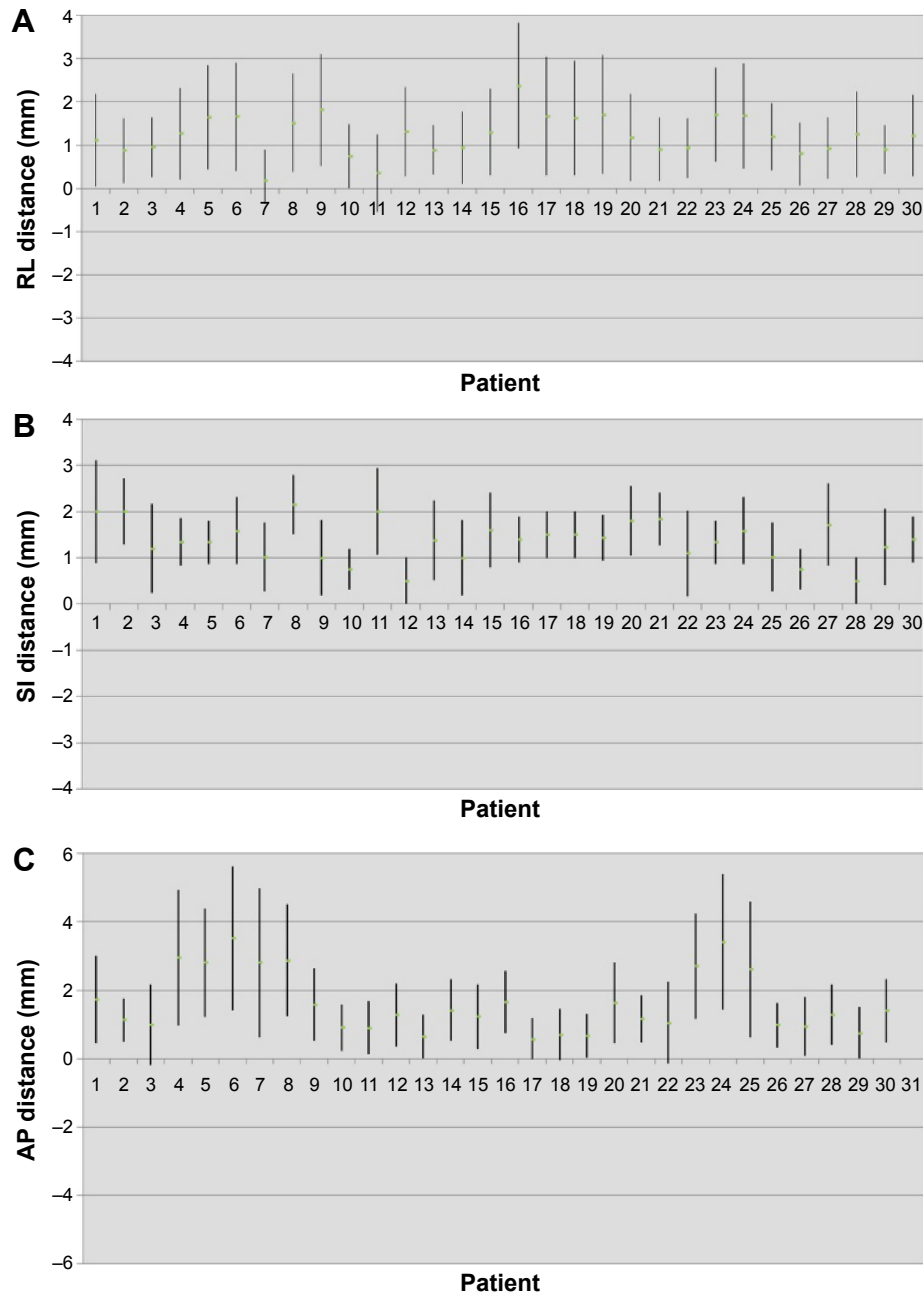 A
RL distance (mm)
4
3
2
1
0
–1
–2
–3
–4
1 2 3 4 5 6 7 8 9 10 11 12 13 14 15 16 17 18 19 20 21 22 23 24 25 26 27 28 29 30
Patient
B
SI distance (mm)
4
3
2
1
0
–1
–2
–3
–4
1 2 3 4 5 6 7 8 9 10 11 12 13 14 15 16 17 18 19 20 21 22 23 24 25 26 27 28 29 30
Patient
C
AP distance (mm)
6
4
2
0
–2
–4
–6
1 2 3 4 5 6 7 8 9 10 11 12 13 14 15 16 17 18 19 20 21 22 23 24 25 26 27 28 29 30 31
Patient